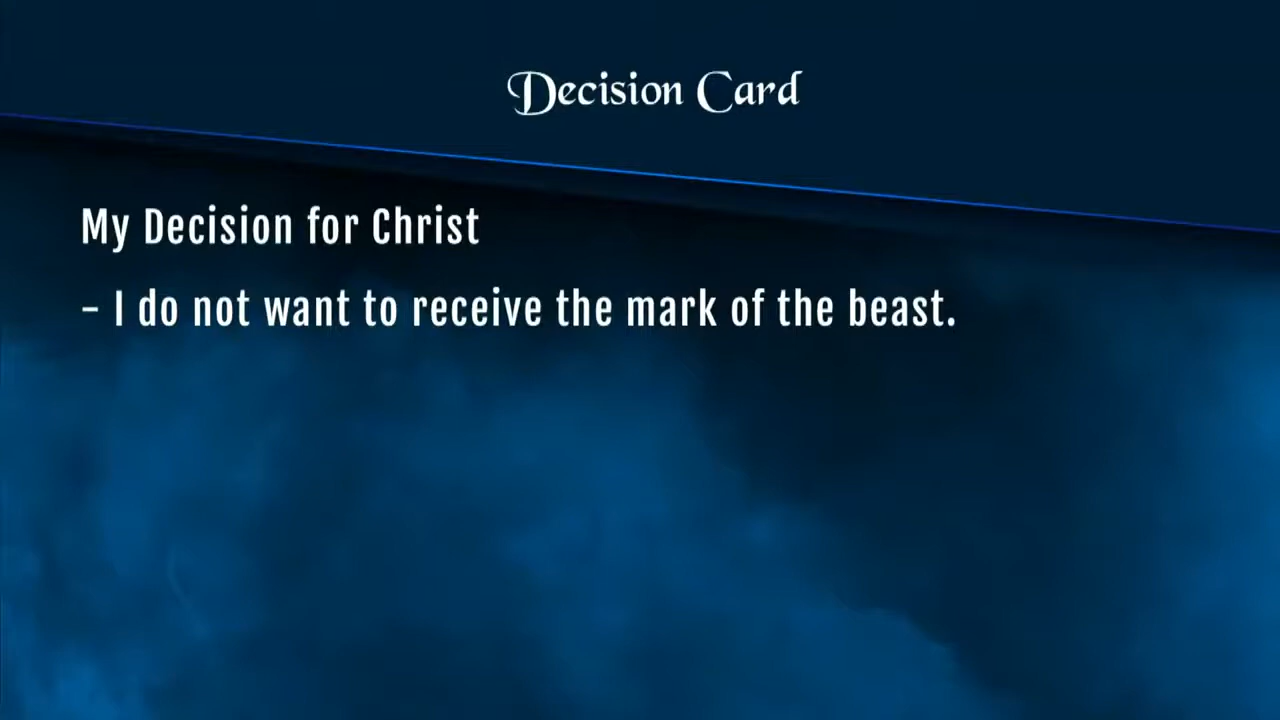 Decision Card
My Decision for Christ
- I do not want to receive the mark of the beast.